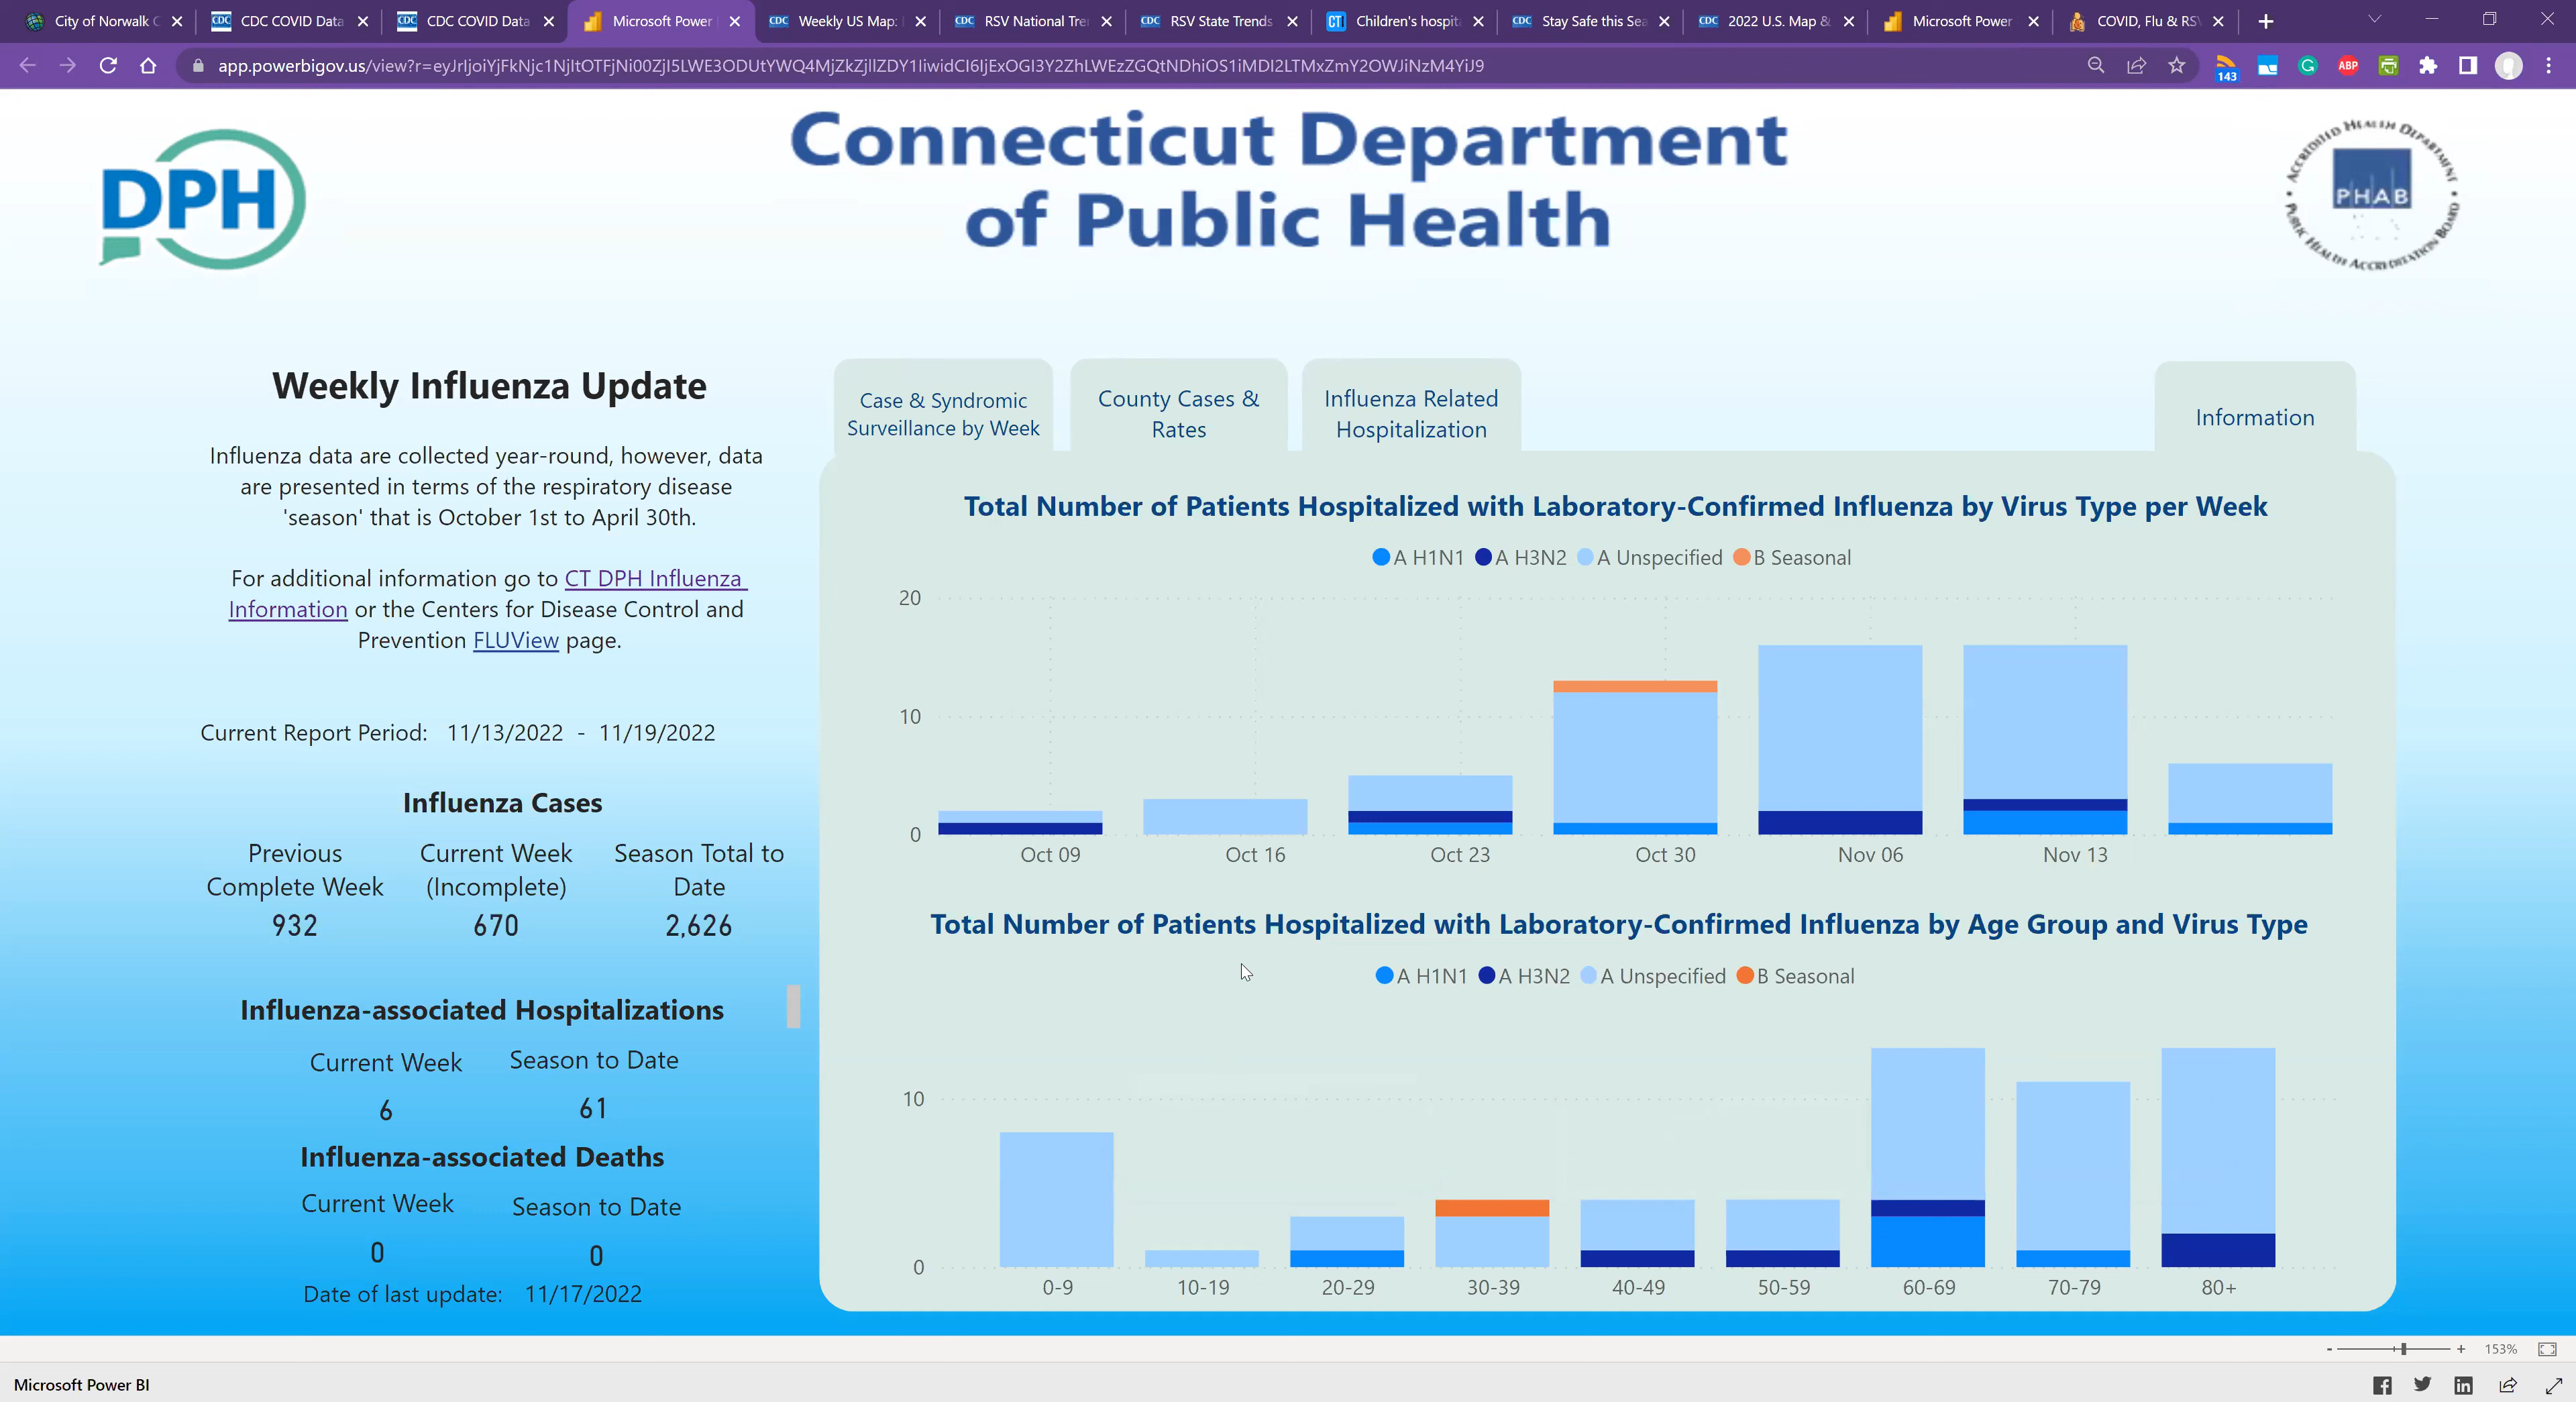 City of Norwalk C
CDC COVID Data
CDC COVID Data
Microsoft Power
Weekly US Map:
RSV National Tre
RSV State Trends
Children's hospit
Stay Safe this Sea
2022 U.S. Map &
Microsoft Power
COVID, Flu & RSV
143
ABP
DPH
Connecticut Department
of Public Health
ACCREDITED HEALTH DEPARTMENT
PHAB
PUBLIC HEALTH ACCREDITATION BOARD
Weekly Influenza Update
Influenza data are collected year-round, however, data
are presented in terms of the respiratory disease
'season' that is October 1st to April 30th.
For additional information go to CT DPH Influenza
Information or the Centers for Disease Control and
Prevention FLUView page.
Current Report Period: 11/13/2022 - 11/19/2022
Influenza Cases
Previous Complete Week
Current Week (Incomplete)
Season Total to Date
932 670 2,626
Influenza-associated Hospitalizations
Current Week Season to Date
6 61
Influenza-associated Deaths
Current Week Season to Date
0 0
Date of last update: 11/17/2022
Case & Syndromic
Surveillance by Week
County Cases &
Rates
Influenza Related
Hospitalization
Information
Total Number of Patients Hospitalized with Laboratory-Confirmed Influenza by Virus Type per Week
A H1N1 A H3N2 A Unspecified B Seasonal
20
10
0
Oct 09 Oct 16 Oct 23 Oct 30 Nov 06 Nov 13
Total Number of Patients Hospitalized with Laboratory-Confirmed Influenza by Age Group and Virus Type
A H1N1 A H3N2 A Unspecified B Seasonal
10
0
0-9 10-19 20-29 30-39 40-49 50-59 60-69 70-79 80+
- + 153%
Microsoft Power BI